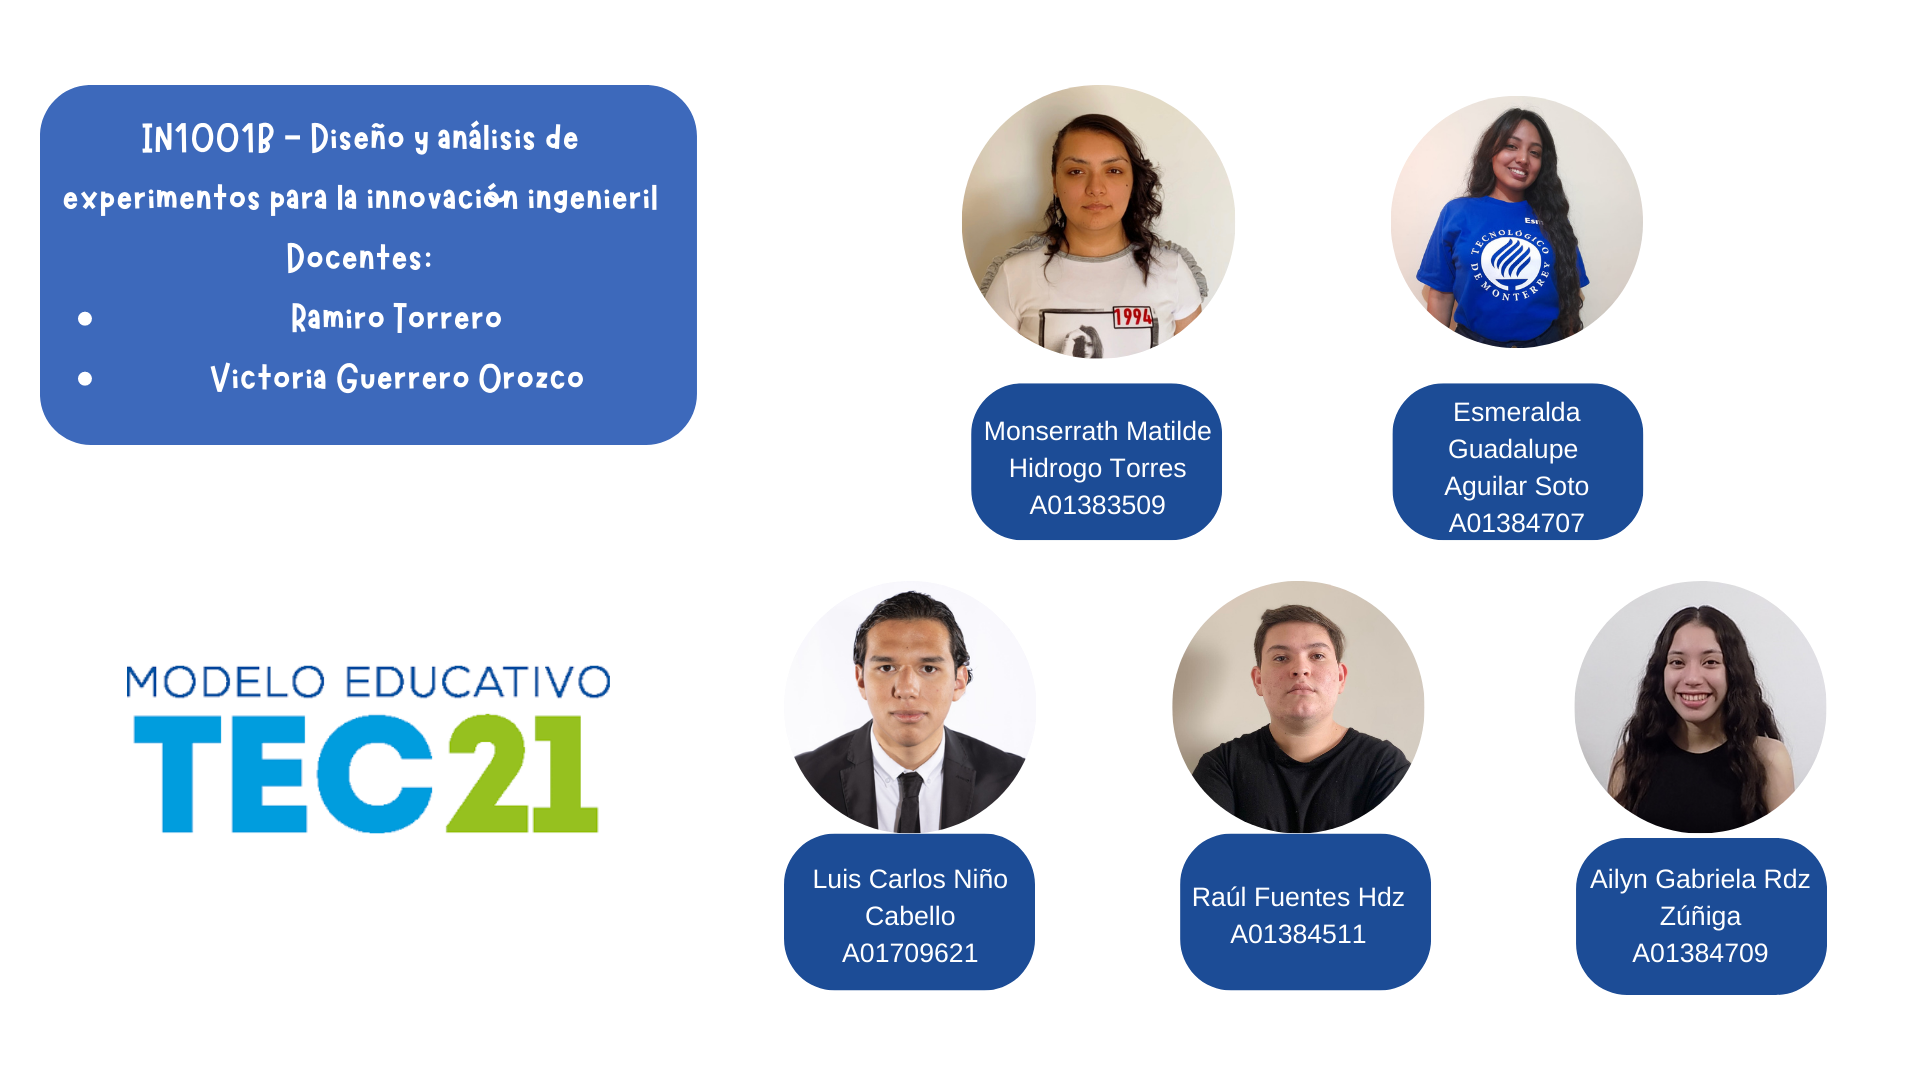 IN1001B - Diseño y análisis de
experimentos para la innovación ingenieril
Docentes:
Ramiro Torrero
Victoria Guerrero Orozco
MODELO EDUCATIVO
TEC21
1994
TECNOLÓGICO
DE MONTERREY
Monserrath Matilde
Hidrogo Torres
A01383509
Esmeralda
Guadalupe
Aguilar Soto
A01384707
Luis Carlos Niño
Cabello
A01709621
Raúl Fuentes Hdz
A01384511
Ailyn Gabriela Rdz
Zúñiga
A01384709